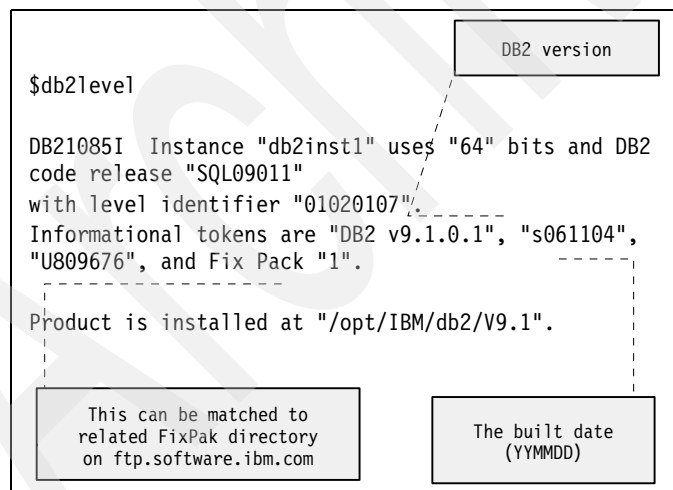 DB2 version
$db2level
DB21085I Instance "db2inst1" uses "64" bits and DB2
code release "SQL09011"
with level identifier "01020107".
Informational tokens are "DB2 v9.1.0.1", "s061104",
"U809676", and Fix Pack "1".
Product is installed at "/opt/IBM/db2/V9.1".
This can be matched to
related FixPak directory
on ftp.software.ibm.com
The built date
(YYMMDD)